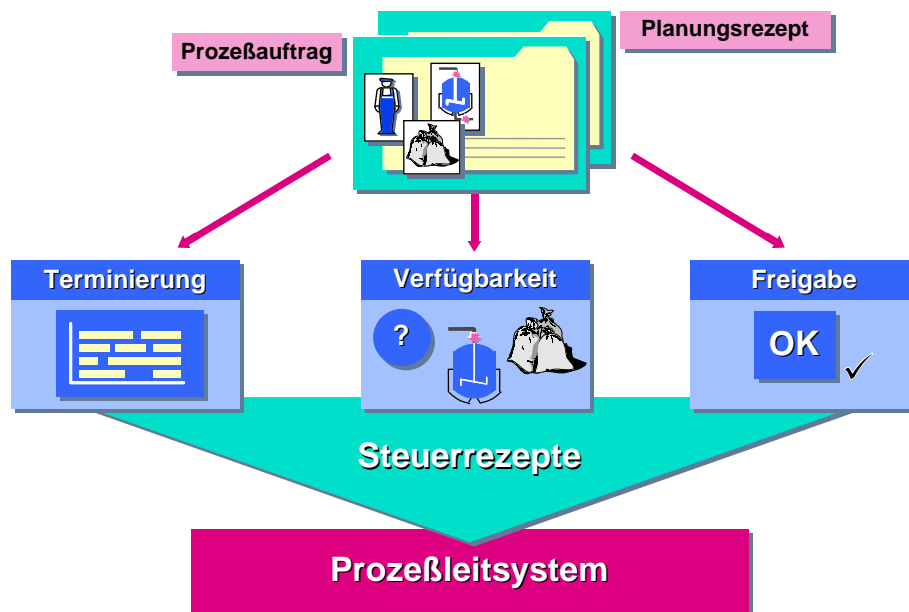 Prozeßauftrag
Planungsrezept
Terminierung
Verfügbarkeit
Freigabe
?
OK
Steuerrezepte
Prozeßleitsystem